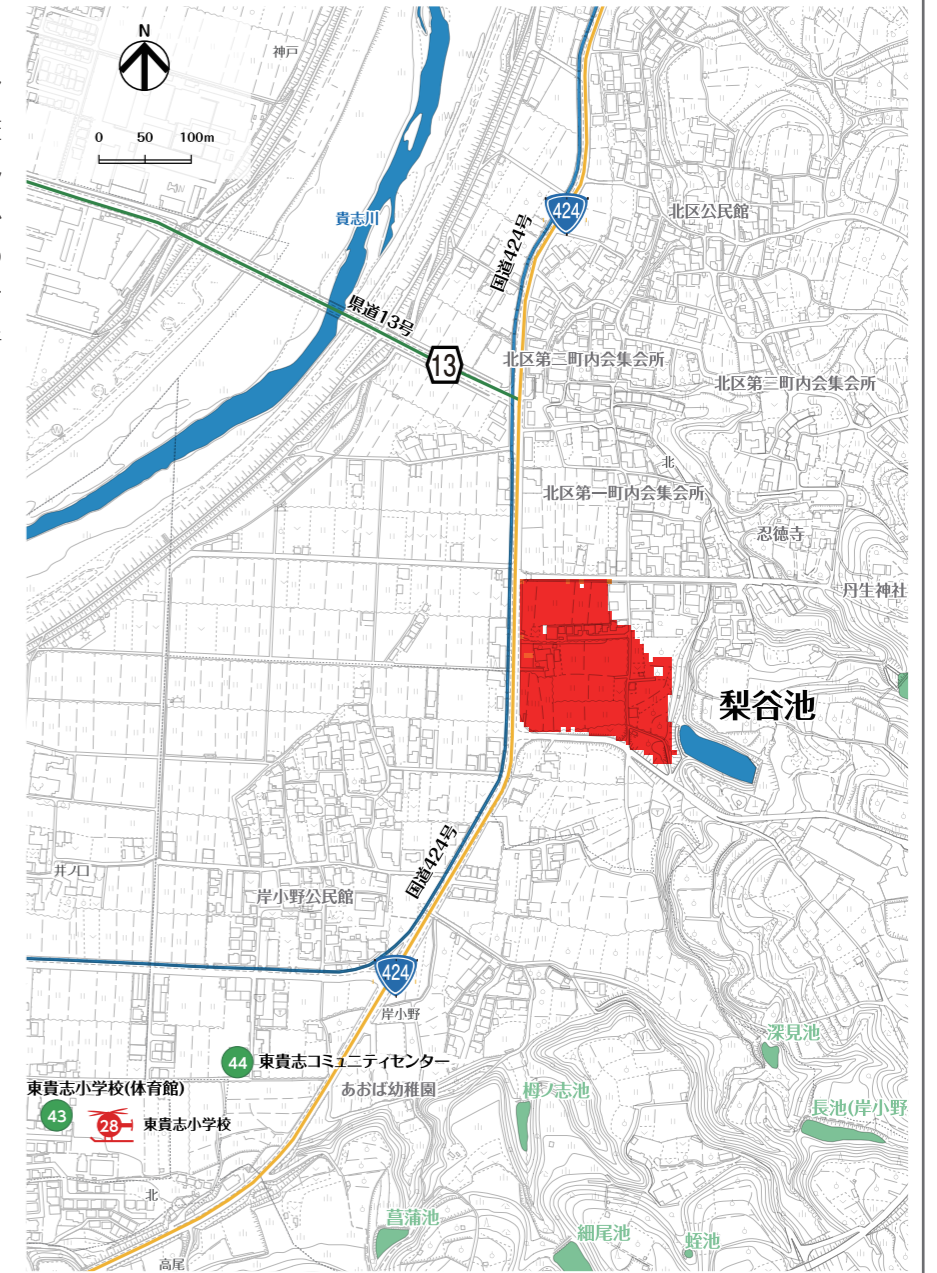 N
神戸
0 50 100m
貴志川
424
国道424号
北区公民館
県道13号
13
北区第二町内会集会所
北区第三町内会集会所
北
北区第一町内会集会所
忍徳寺
丹生神社
梨谷池
国道424号
井ノ口
岸小野公民館
424
岸小野
44 東貴志コミュニティセンター
東貴志小学校(体育館)
あおば幼稚園
43
28 東貴志小学校
深見池
栂ノ志池
長池(岸小野
北
菖蒲池
細尾池
蛭池
高尾